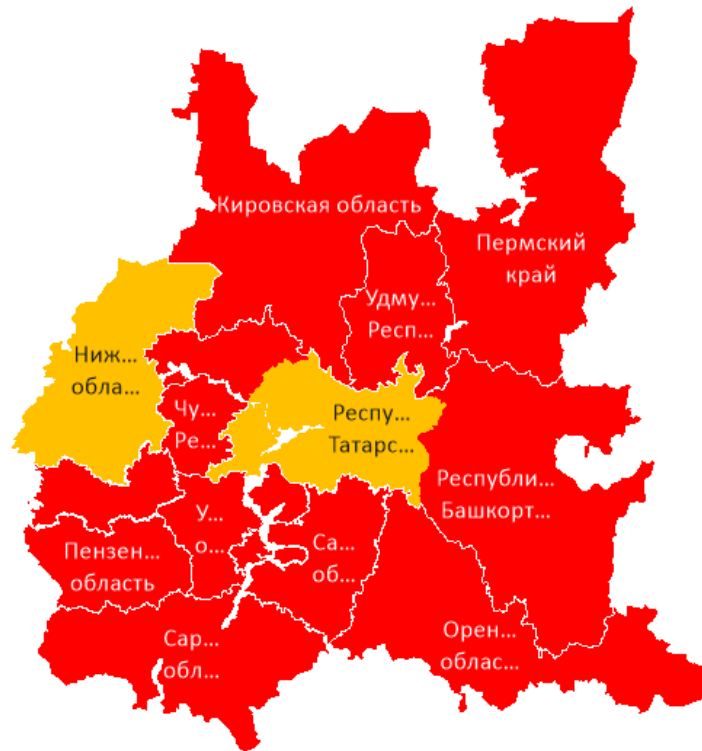 Кировская область
Пермский
край
Удму...
Респ...
Ниж...
обла...
Чу...
Ре...
Респу...
Татарс...
Республи...
Башкорт...
У...
о...
Са...
об...
Пензен...
область
Сар...
обл...
Орен...
облас...